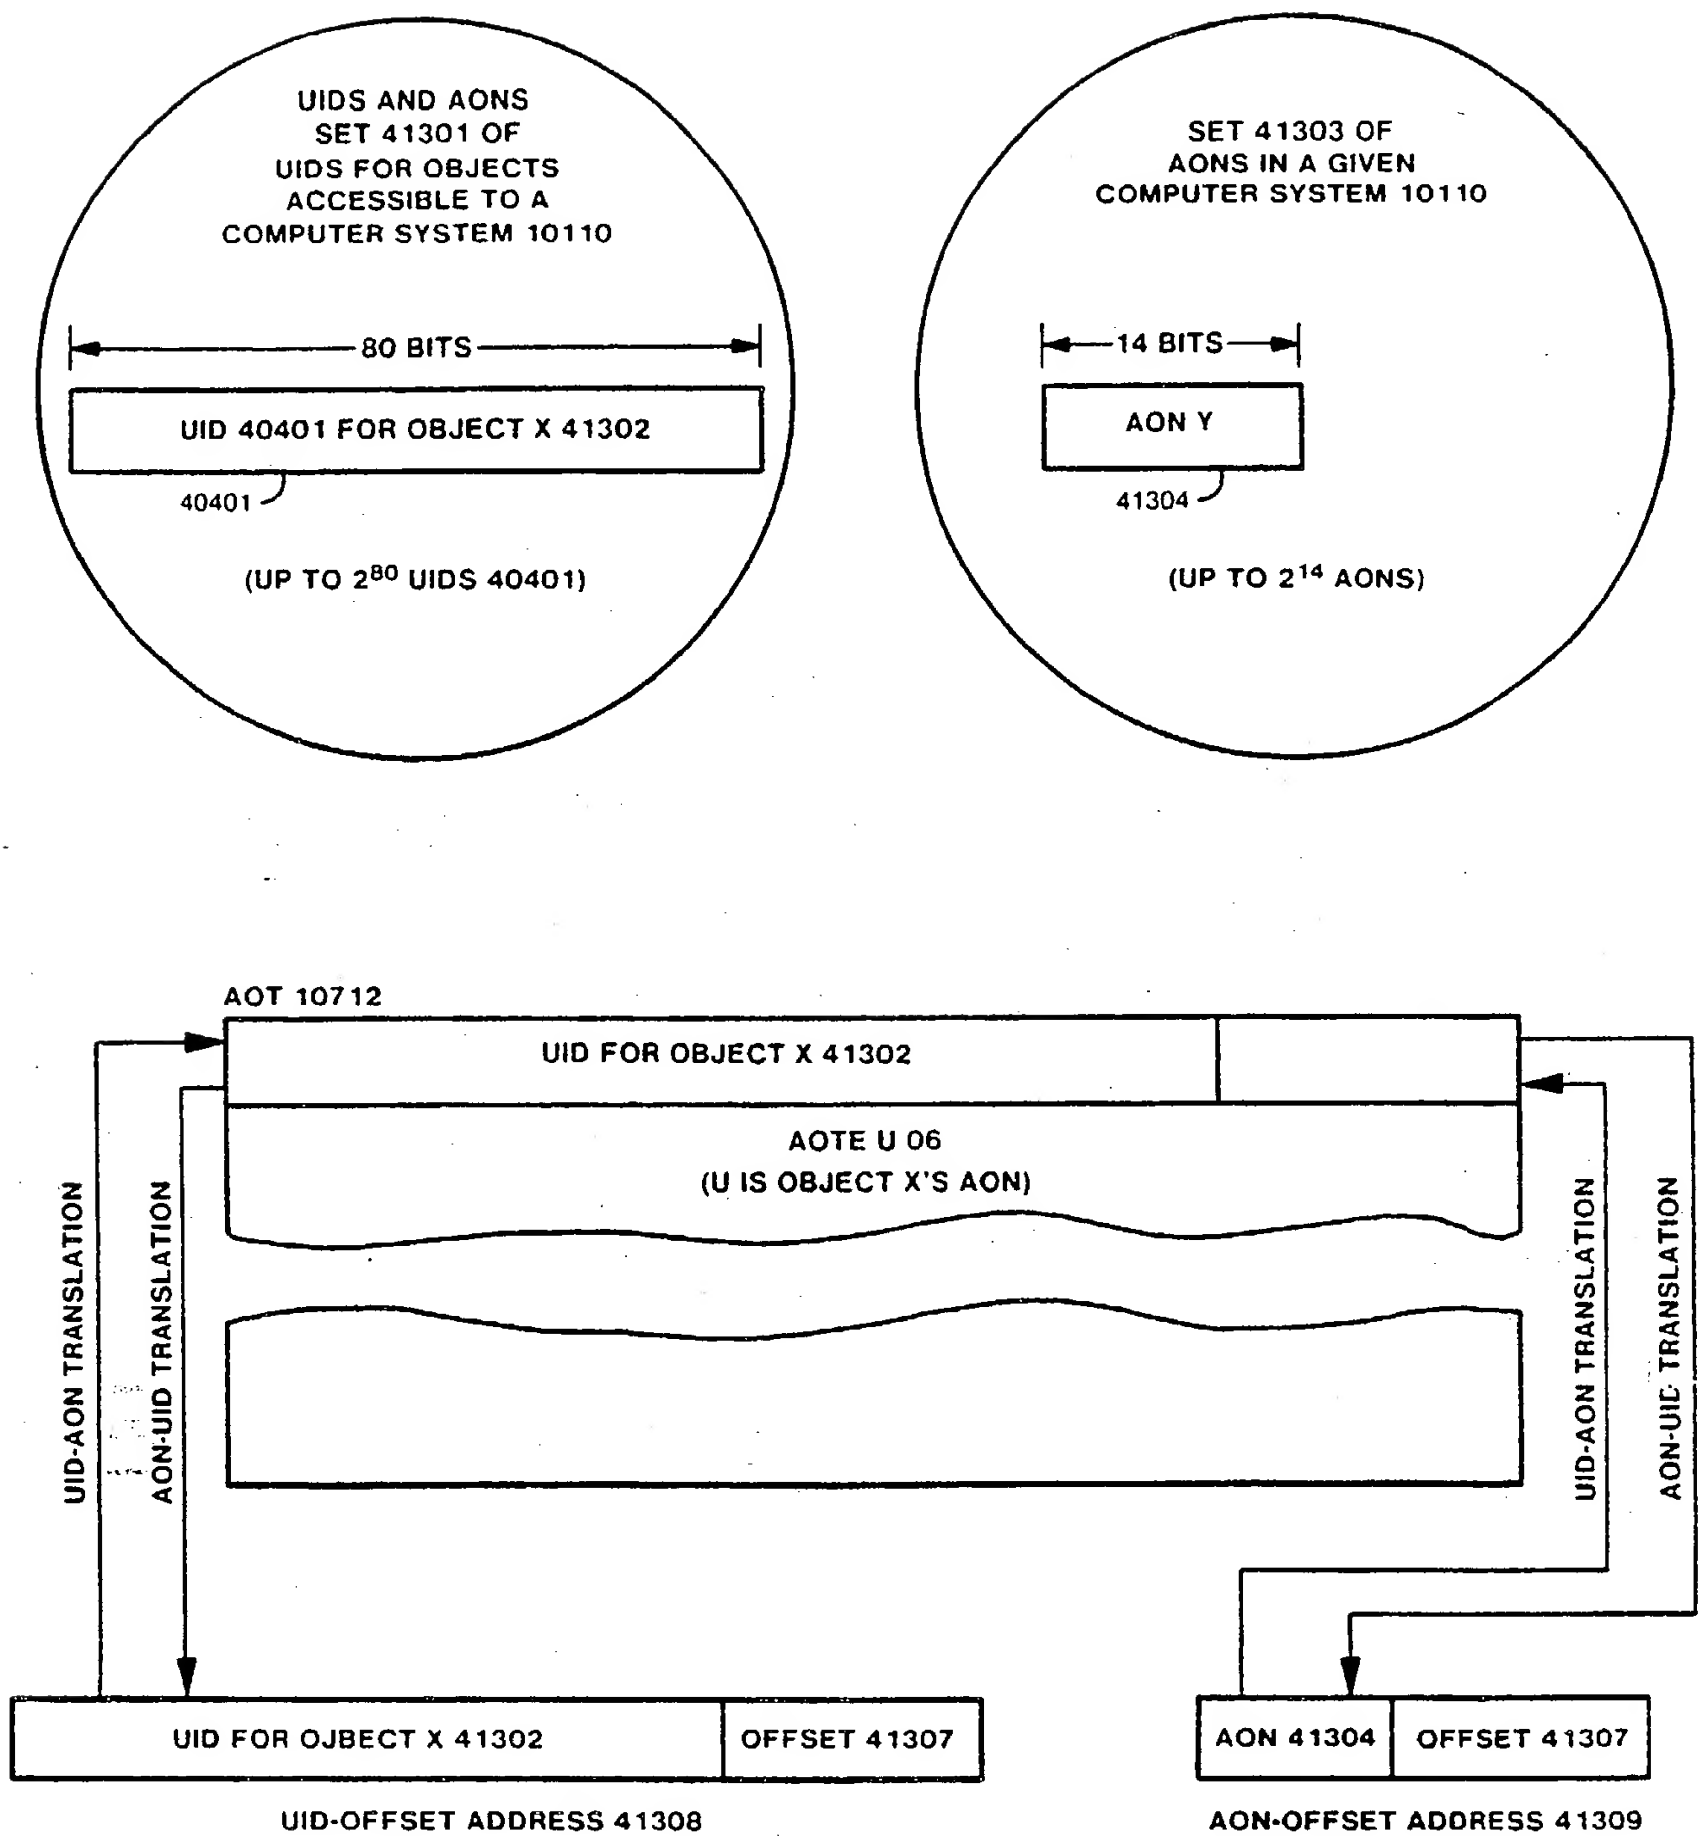 UIDS AND AONS
SET 41301 OF
UIDS FOR OBJECTS
ACCESSIBLE TO A
COMPUTER SYSTEM 10110
80 BITS
UID 40401 FOR OBJECT X 41302
40401
(UP TO 2⁸⁰ UIDS 40401)
SET 41303 OF
AONS IN A GIVEN
COMPUTER SYSTEM 10110
14 BITS
AON Y
41304
(UP TO 2¹⁴ AONS)
AOT 10712
UID FOR OBJECT X 41302
AOTE U 06
(U IS OBJECT X'S AON)
UID-AON TRANSLATION
AON-UID TRANSLATION
UID-AON TRANSLATION
AON-UID TRANSLATION
UID FOR OJBECT X 41302
OFFSET 41307
UID-OFFSET ADDRESS 41308
AON 41304
OFFSET 41307
AON-OFFSET ADDRESS 41309